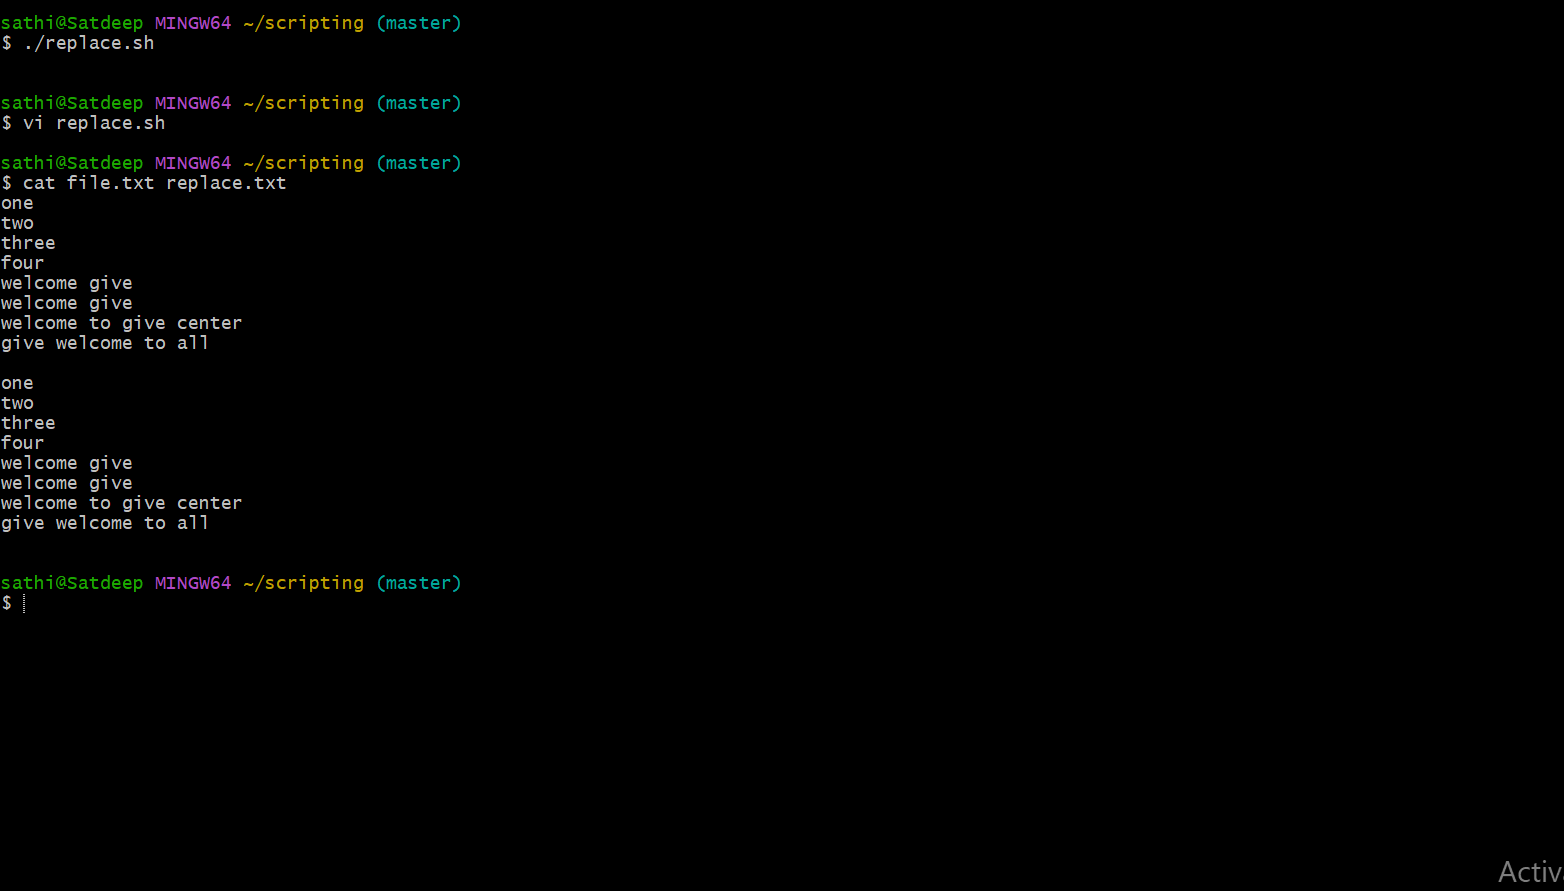 sathi@Satdeep MINGW64 ~/scripting (master)
$ ./replace.sh
sathi@Satdeep MINGW64 ~/scripting (master)
$ vi replace.sh
sathi@Satdeep MINGW64 ~/scripting (master)
$ cat file.txt replace.txt
one
two
three
four
welcome give
welcome give
welcome to give center
give welcome to all
one
two
three
four
welcome give
welcome give
welcome to give center
give welcome to all
sathi@Satdeep MINGW64 ~/scripting (master)
$
Activ